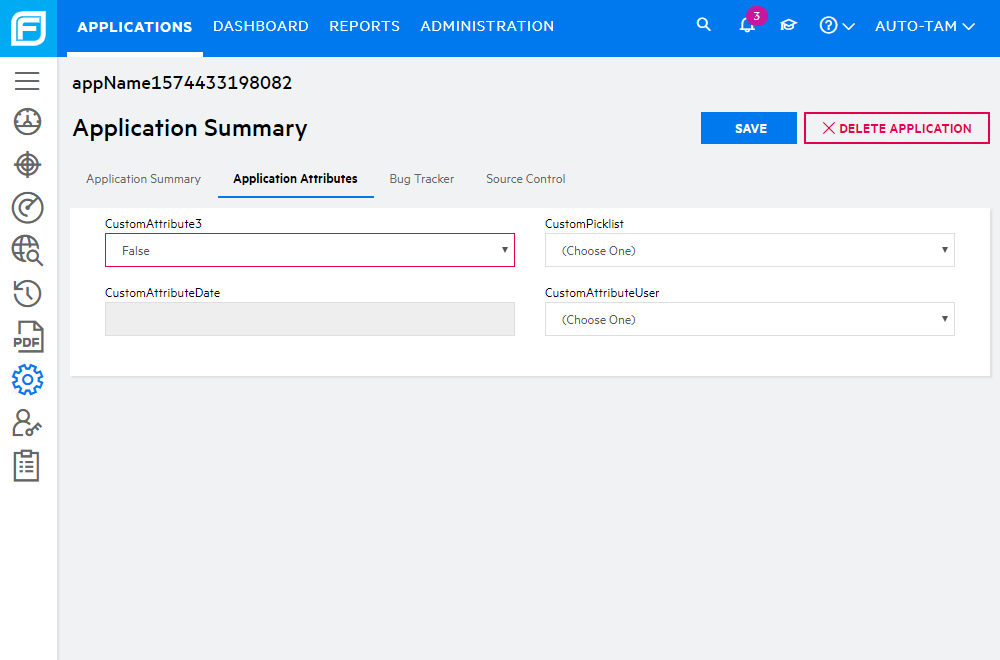 APPLICATIONS DASHBOARD REPORTS ADMINISTRATION 3 AUTO-TAM
appName1574433198082
Application Summary
SAVE
DELETE APPLICATION
Application Summary Application Attributes Bug Tracker Source Control
CustomAttribute3 CustomPicklist
False (Choose One)
CustomAttributeDate CustomAttributeUser
(Choose One)
PDF